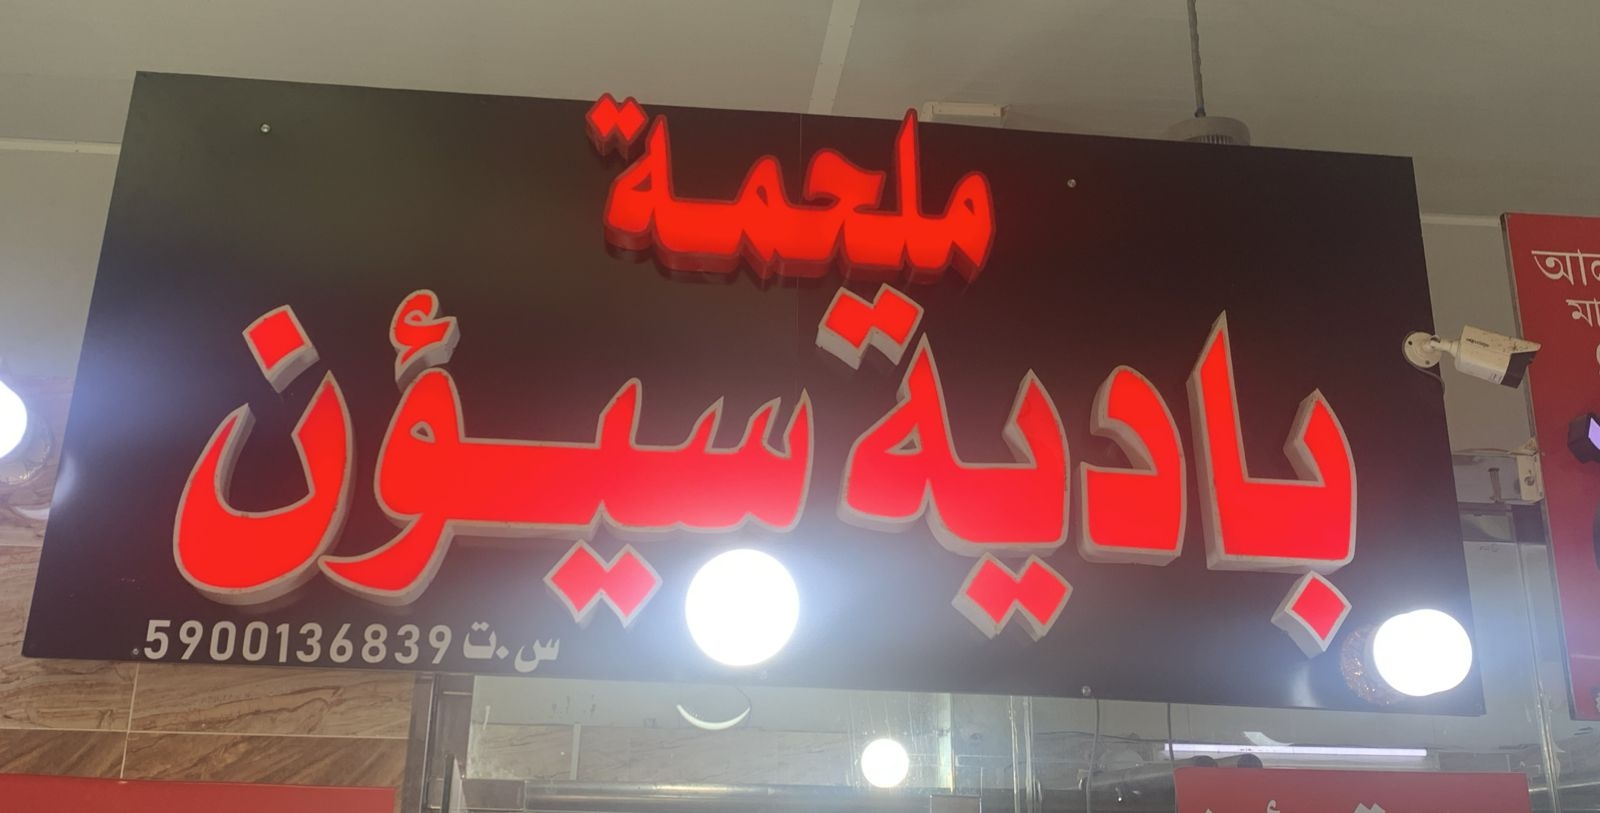 ملحمة
بادية سيؤن
س.ت 5900136839